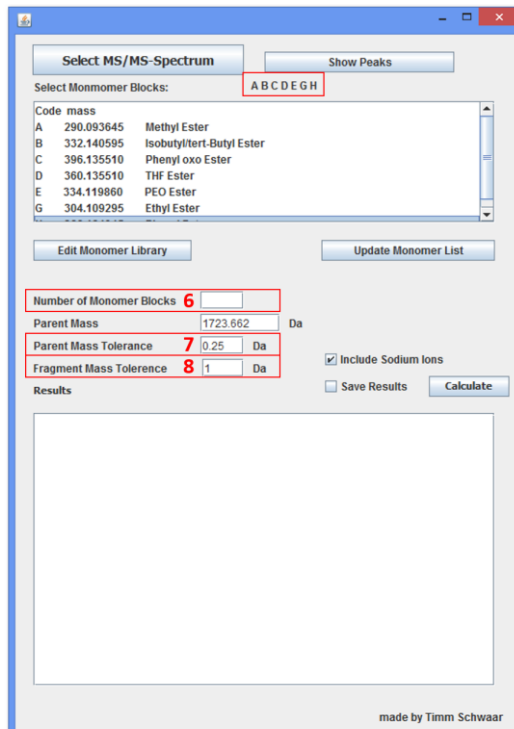 Select MS/MS-Spectrum
Show Peaks
Select Monmomer Blocks:
A B C D E G H
Code mass
A 290.093645 Methyl Ester
B 332.140595 Isobutyl/tert-Butyl Ester
C 396.135510 Phenyl oxo Ester
D 360.135510 THF Ester
E 334.119860 PEO Ester
G 304.109295 Ethyl Ester
Edit Monomer Library
Update Monomer List
Number of Monomer Blocks 6
Parent Mass 1723.662 Da
Parent Mass Tolerance 7 0.25 Da
Include Sodium Ions
Fragment Mass Tolerence 8 1 Da
Results
Save Results
Calculate
made by Timm Schwaar